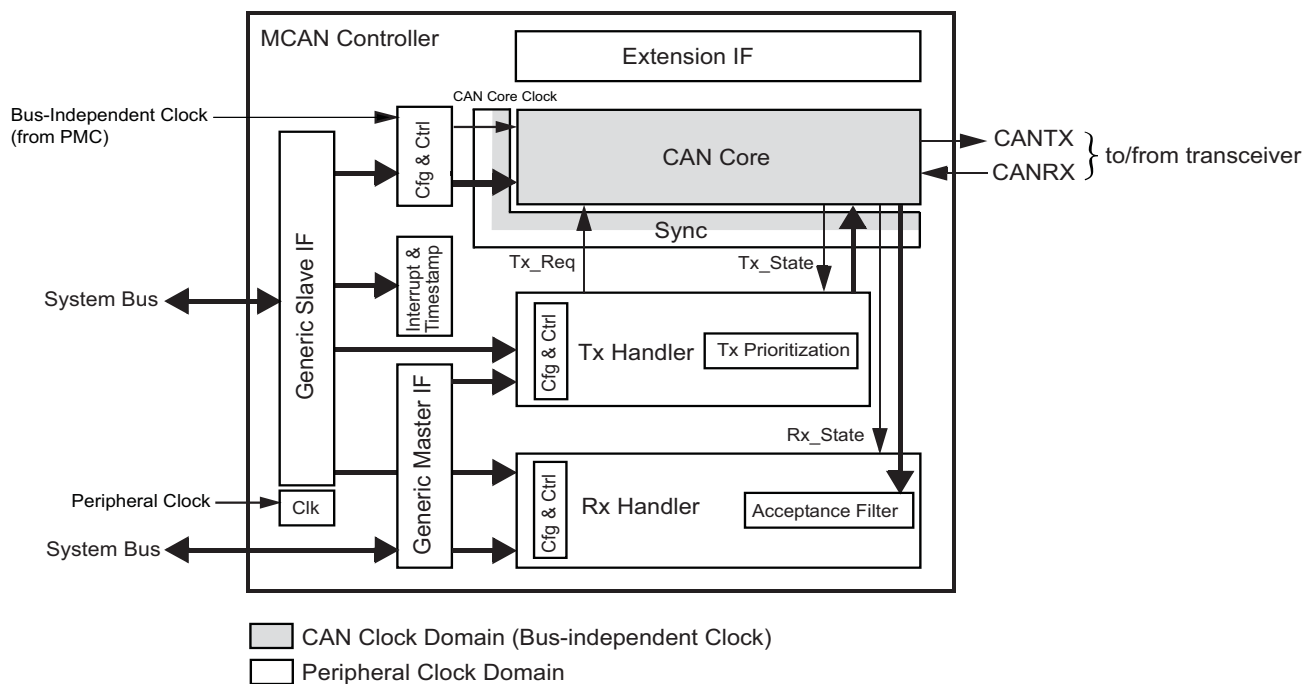 MCAN Controller
Extension IF
CAN Core Clock
Bus-Independent Clock
(from PMC)
Cfg & Ctrl
CAN Core
CANTX
CANRX
to/from transceiver
Sync
Generic Slave IF
Interrupt &
Timestamp
Tx_Req
Tx_State
System Bus
Cfg & Ctrl
Tx Handler
Tx Prioritization
Generic Master IF
Rx_State
Peripheral Clock
Clk
Cfg & Ctrl
Rx Handler
Acceptance Filter
System Bus
CAN Clock Domain (Bus-independent Clock)
Peripheral Clock Domain